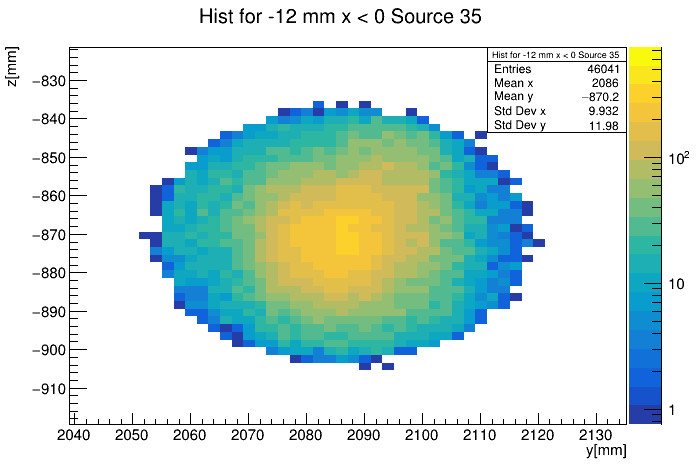 Hist for -12 mm x < 0 Source 35
z[mm]
Hist for -12 mm x < 0 Source 35
Entries 46041
Mean x 2086
Mean y −870.2
Std Dev x 9.932
Std Dev y 11.98
−830
−840
−850
−860
−870
−880
−890
−900
−910
10²
10
1
2040 2050 2060 2070 2080 2090 2100 2110 2120 2130
y[mm]